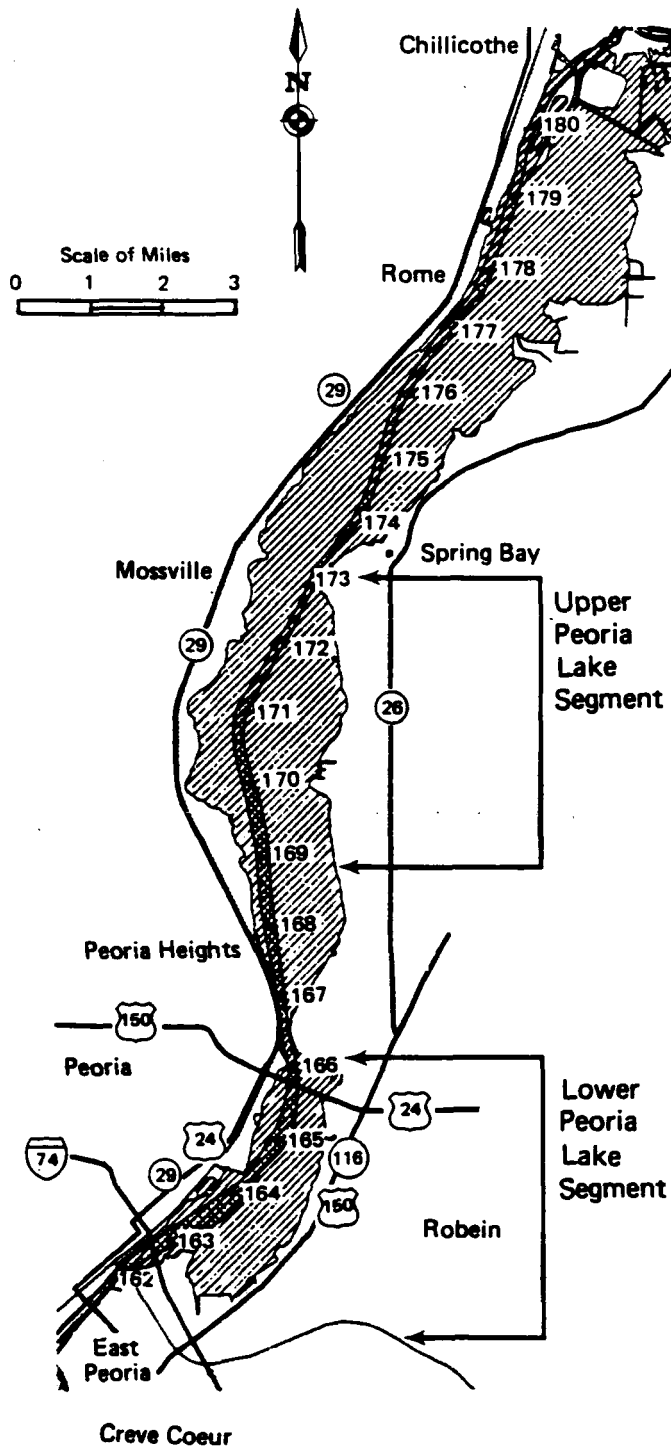 Chillicothe
N
180
179
Scale of Miles
0 1 2 3
Rome
178
177
29
176
175
174
Spring Bay
Mossville
173
Upper
Peoria
Lake
Segment
29
172
171
26
170
169
168
Peoria Heights
167
150
166
Peoria
24
Lower
Peoria
Lake
Segment
24
165
74
29
116
164
150
163
Robein
162
East
Peoria
Creve Coeur